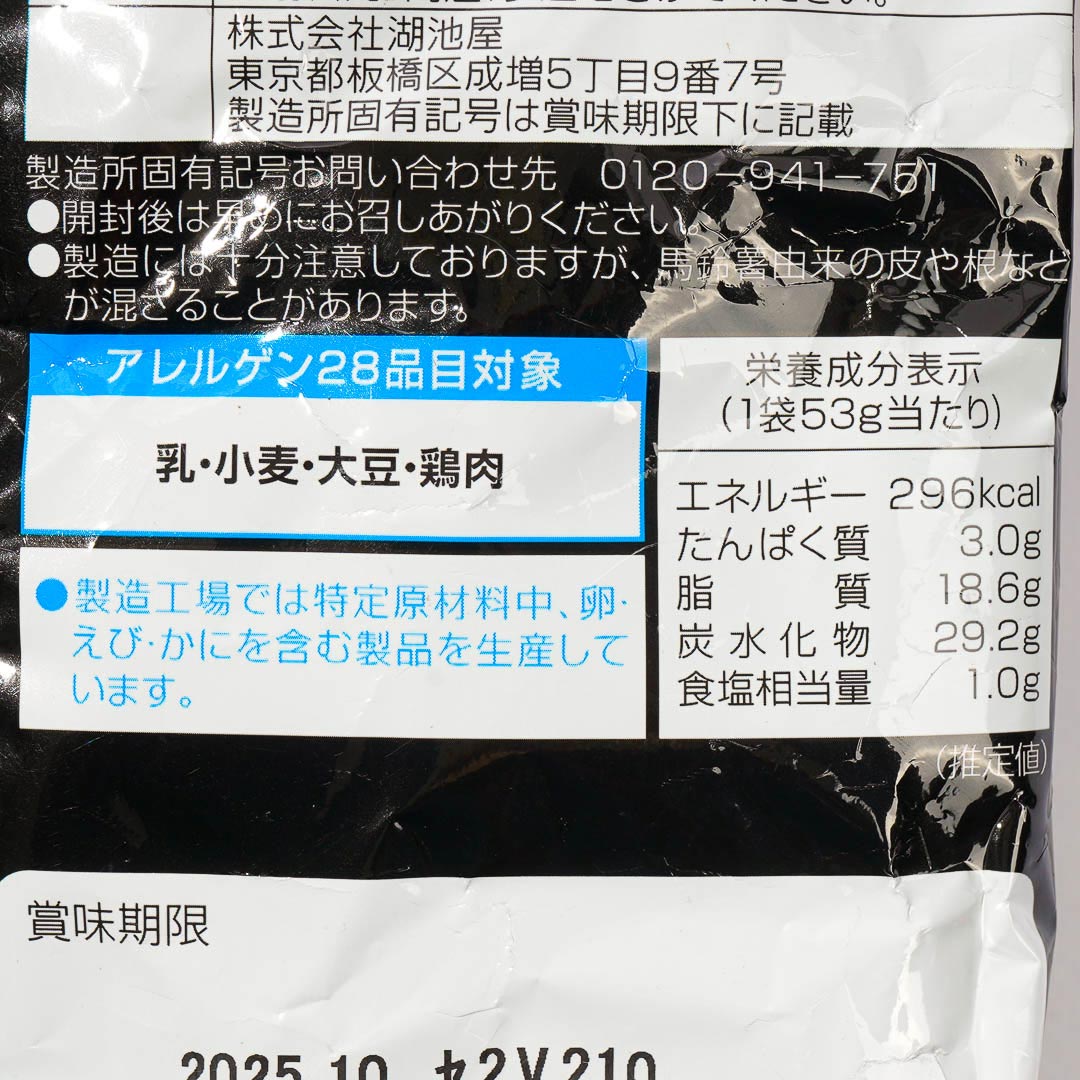 株式会社湖池屋
東京都板橋区成増5丁目9番7号
製造所固有記号は賞味期限下に記載
製造所固有記号お問い合わせ先 0120-941-751
●開封後は早めにお召しあがりください。
●製造には十分注意しておりますが、馬鈴薯由来の皮や根など
が混ざることがあります。
アレルゲン28品目対象
乳・小麦・大豆・鶏肉
●製造工場では特定原材料中、卵・
えび・かにを含む製品を生産して
います。
栄養成分表示
(1袋53g当たり)
エネルギー 296kcal
たんぱく質 3.0g
脂質 18.6g
炭水化物 29.2g
食塩相当量 1.0g
(推定値)
賞味期限
2025.10 セ2V210